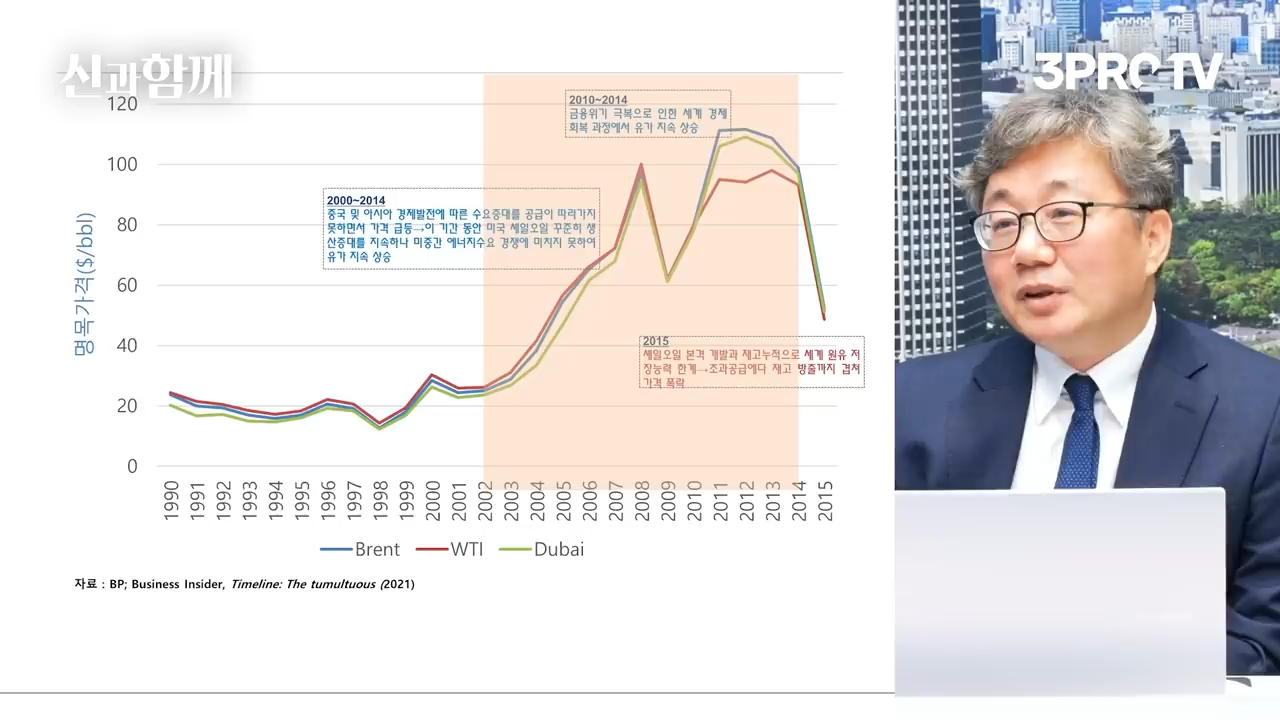 신과함께
3PROTV
120
100
80
60
40
20
0
명목가격($/bbl)
2010~2014
금융위기 극복으로 인한 세계 경제
회복 과정에서 유가 지속 상승
2000~2014
중국 및 아시아 경제발전에 따른 수요증대를 공급이 따라가지
못하면서 가격 급등→이 기간 동안 미국 셰일오일 꾸준히 생
산증대를 지속하나 미중간 에너지수요 경쟁에 미치지 못하여
유가 지속 상승
2015
셰일오일 본격 개발과 재고누적으로 세계 원유 저
장능력 한계→초과공급에다 재고 방출까지 겹쳐
가격 폭락
1990 1991 1992 1993 1994 1995 1996 1997 1998 1999 2000 2001 2002 2003 2004 2005 2006 2007 2008 2009 2010 2011 2012 2013 2014 2015
Brent WTI Dubai
자료 : BP; Business Insider, Timeline: The tumultuous (2021)